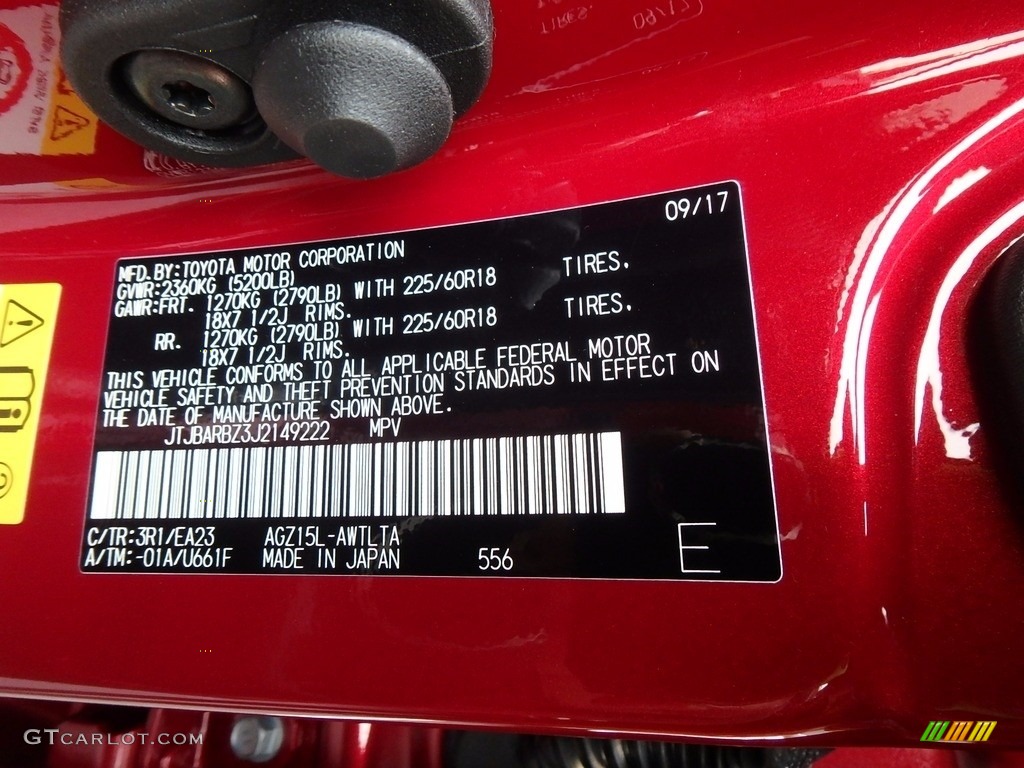 09/17
MFD. BY: TOYOTA MOTOR CORPORATION
GVWR: 2360KG (5200LB)
GAWR: FRT. 1270KG (2790LB) WITH 225/60R18 TIRES.
18X7 1/2J RIMS.
RR. 1270KG (2790LB) WITH 225/60R18 TIRES.
18X7 1/2J RIMS.
THIS VEHICLE CONFORMS TO ALL APPLICABLE FEDERAL MOTOR
VEHICLE SAFETY AND THEFT PREVENTION STANDARDS IN EFFECT ON
THE DATE OF MANUFACTURE SHOWN ABOVE.
JTJBARBZ3J2149222 MPV
C/TR: 3R1/EA23 AGZ15L-AWTLTA
A/TM: -01A/U661F MADE IN JAPAN 556 E
GTCARLOT.COM